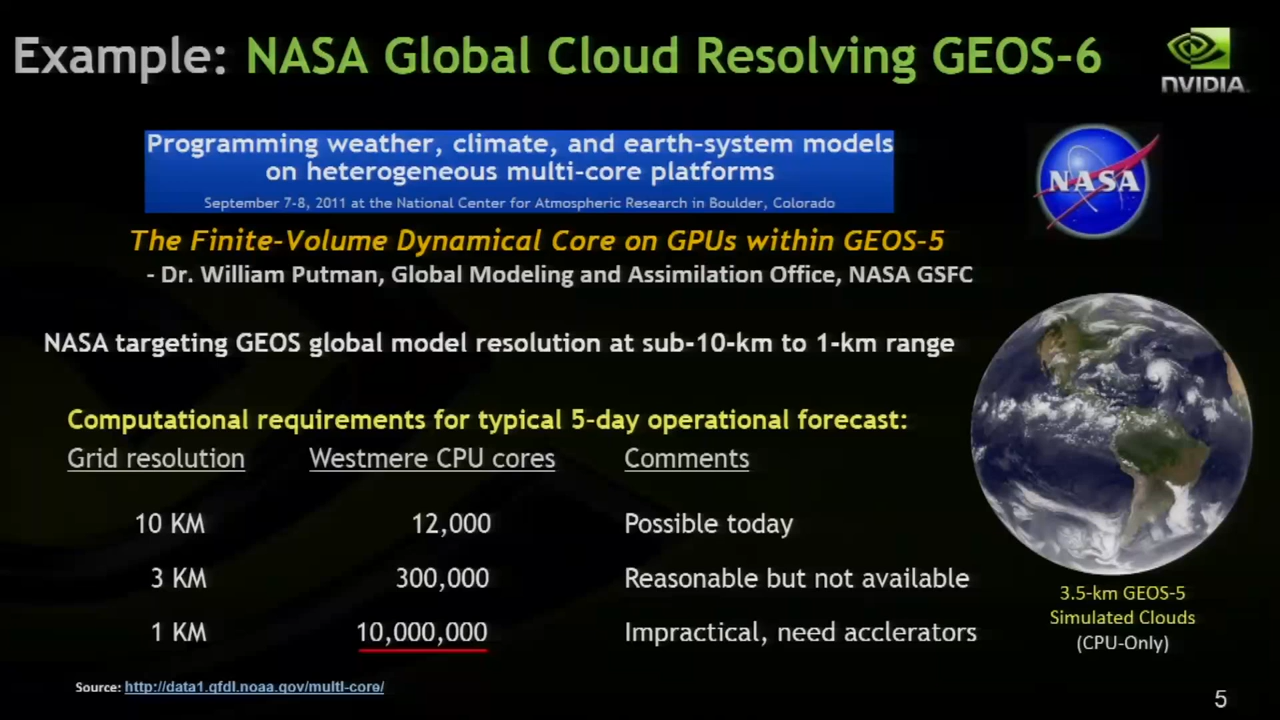 Example: NASA Global Cloud Resolving GEOS-6
NVIDIA.
Programming weather, climate, and earth-system models
on heterogeneous multi-core platforms
September 7-8, 2011 at the National Center for Atmospheric Research in Boulder, Colorado
NASA
The Finite-Volume Dynamical Core on GPUs within GEOS-5
- Dr. William Putman, Global Modeling and Assimilation Office, NASA GSFC
NASA targeting GEOS global model resolution at sub-10-km to 1-km range
Computational requirements for typical 5-day operational forecast:
Grid resolution Westmere CPU cores Comments
10 KM 12,000 Possible today
3 KM 300,000 Reasonable but not available
1 KM 10,000,000 Impractical, need acclerators
3.5-km GEOS-5
Simulated Clouds
(CPU-Only)
Source: http://data1.gfdl.noaa.gov/multi-core/
5